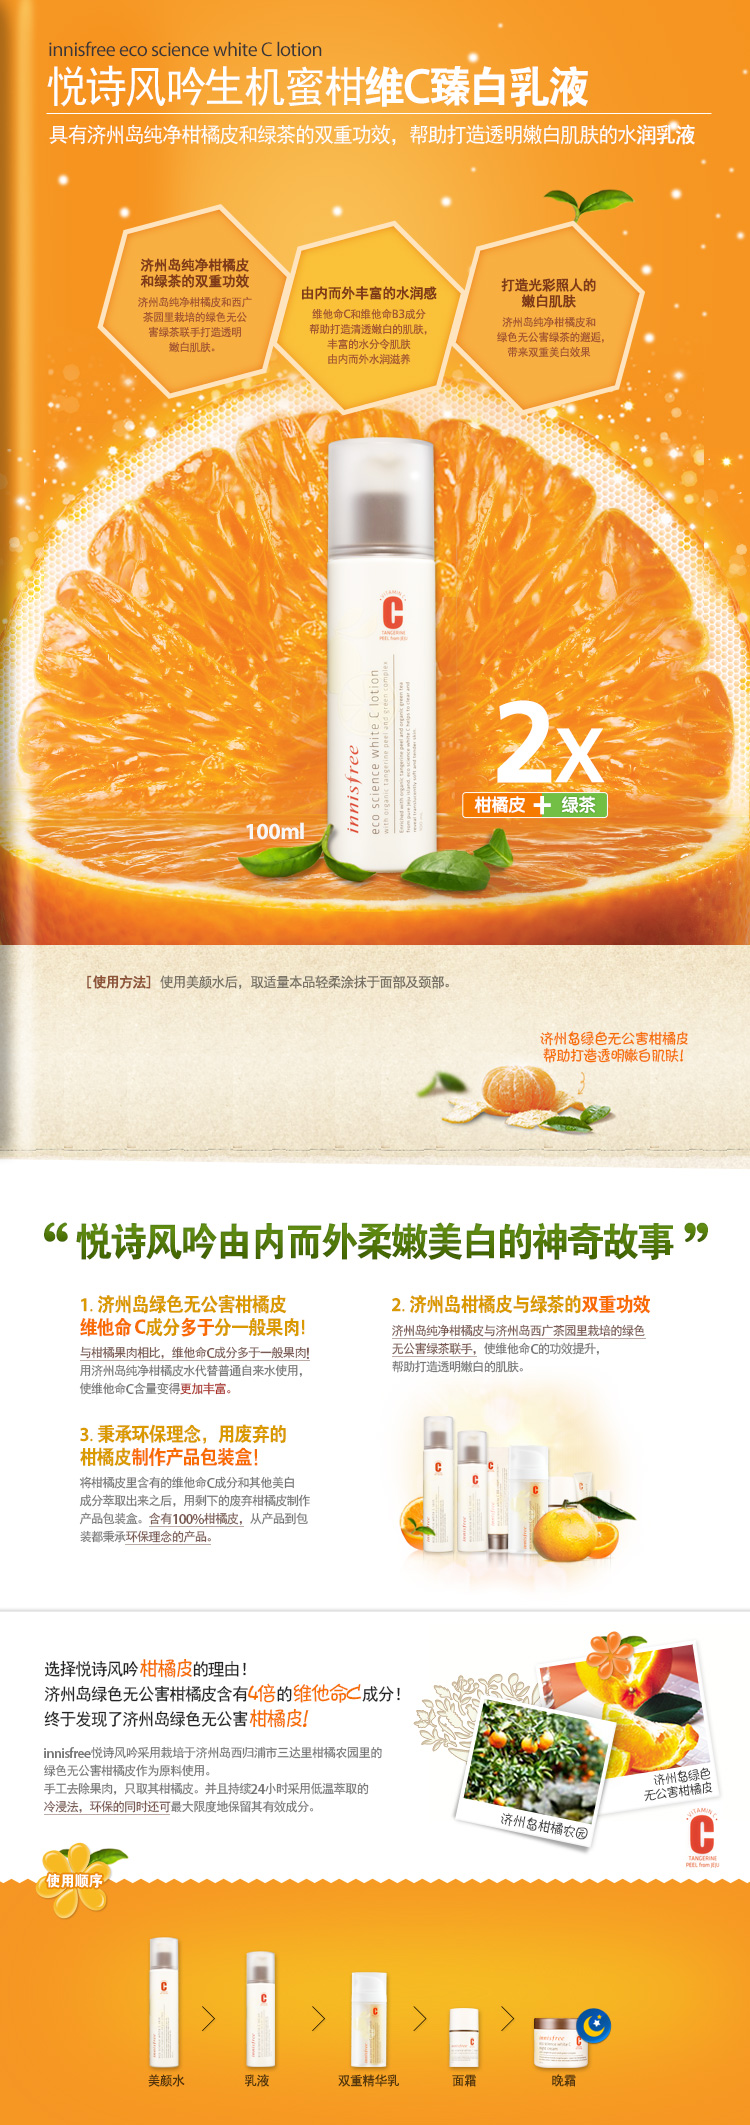 innisfree eco science white C lotion
悦诗风吟生机蜜柑维C臻白乳液
具有济州岛纯净柑橘皮和绿茶的双重功效，帮助打造透明嫩白肌肤的水润乳液
济州岛纯净柑橘皮
和绿茶的双重功效
济州岛纯净柑橘皮和西广
茶园里栽培的绿色无公
害绿茶联手打造透明
嫩白肌肤。
由内而外丰富的水润感
维他命C和维他命B3成分
帮助打造清透嫩白的肌肤，
丰富的水分令肌肤
由内而外水润滋养
打造光彩照人的
嫩白肌肤
济州岛纯净柑橘皮和
绿色无公害绿茶的邂逅，
带来双重美白效果
VITAMIN
C
TANGERINE
PEEL from JEJU
innisfree
eco science white C lotion
with organic tangerine peel and green complex
2x
柑橘皮 + 绿茶
100ml
［使用方法］使用美颜水后，取适量本品轻柔涂抹于面部及颈部。
济州岛绿色无公害柑橘皮
帮助打造透明嫩白肌肤！
“悦诗风吟由内而外柔嫩美白的神奇故事”
1. 济州岛绿色无公害柑橘皮
维他命 C成分多于分一般果肉！
与柑橘果肉相比，维他命C成分多于一般果肉!
用济州岛纯净柑橘皮水代替普通自来水使用，
使维他命C含量变得更加丰富。
2. 济州岛柑橘皮与绿茶的双重功效
济州岛纯净柑橘皮与济州岛西广茶园里栽培的绿色
无公害绿茶联手，使维他命C的功效提升，
帮助打造透明嫩白的肌肤。
3. 秉承环保理念，用废弃的
柑橘皮制作产品包装盒！
将柑橘皮里含有的维他命C成分和其他美白
成分萃取出来之后，用剩下的废弃柑橘皮制作
产品包装盒。含有100%柑橘皮，从产品到包
装都秉承环保理念的产品。
选择悦诗风吟柑橘皮的理由！
济州岛绿色无公害柑橘皮含有4倍的维他命C成分！
终于发现了济州岛绿色无公害柑橘皮！
innisfree悦诗风吟采用栽培于济州岛西归浦市三达里柑橘农园里的
绿色无公害柑橘皮作为原料使用。
手工去除果肉，只取其柑橘皮。并且持续24小时采用低温萃取的
冷浸法，环保的同时还可最大限度地保留其有效成分。
济州岛绿色
无公害柑橘皮
济州岛柑橘农园
VITAMIN C
C
TANGERINE
PEEL from JEJU
使用顺序
美颜水
乳液
双重精华乳
面霜
晚霜